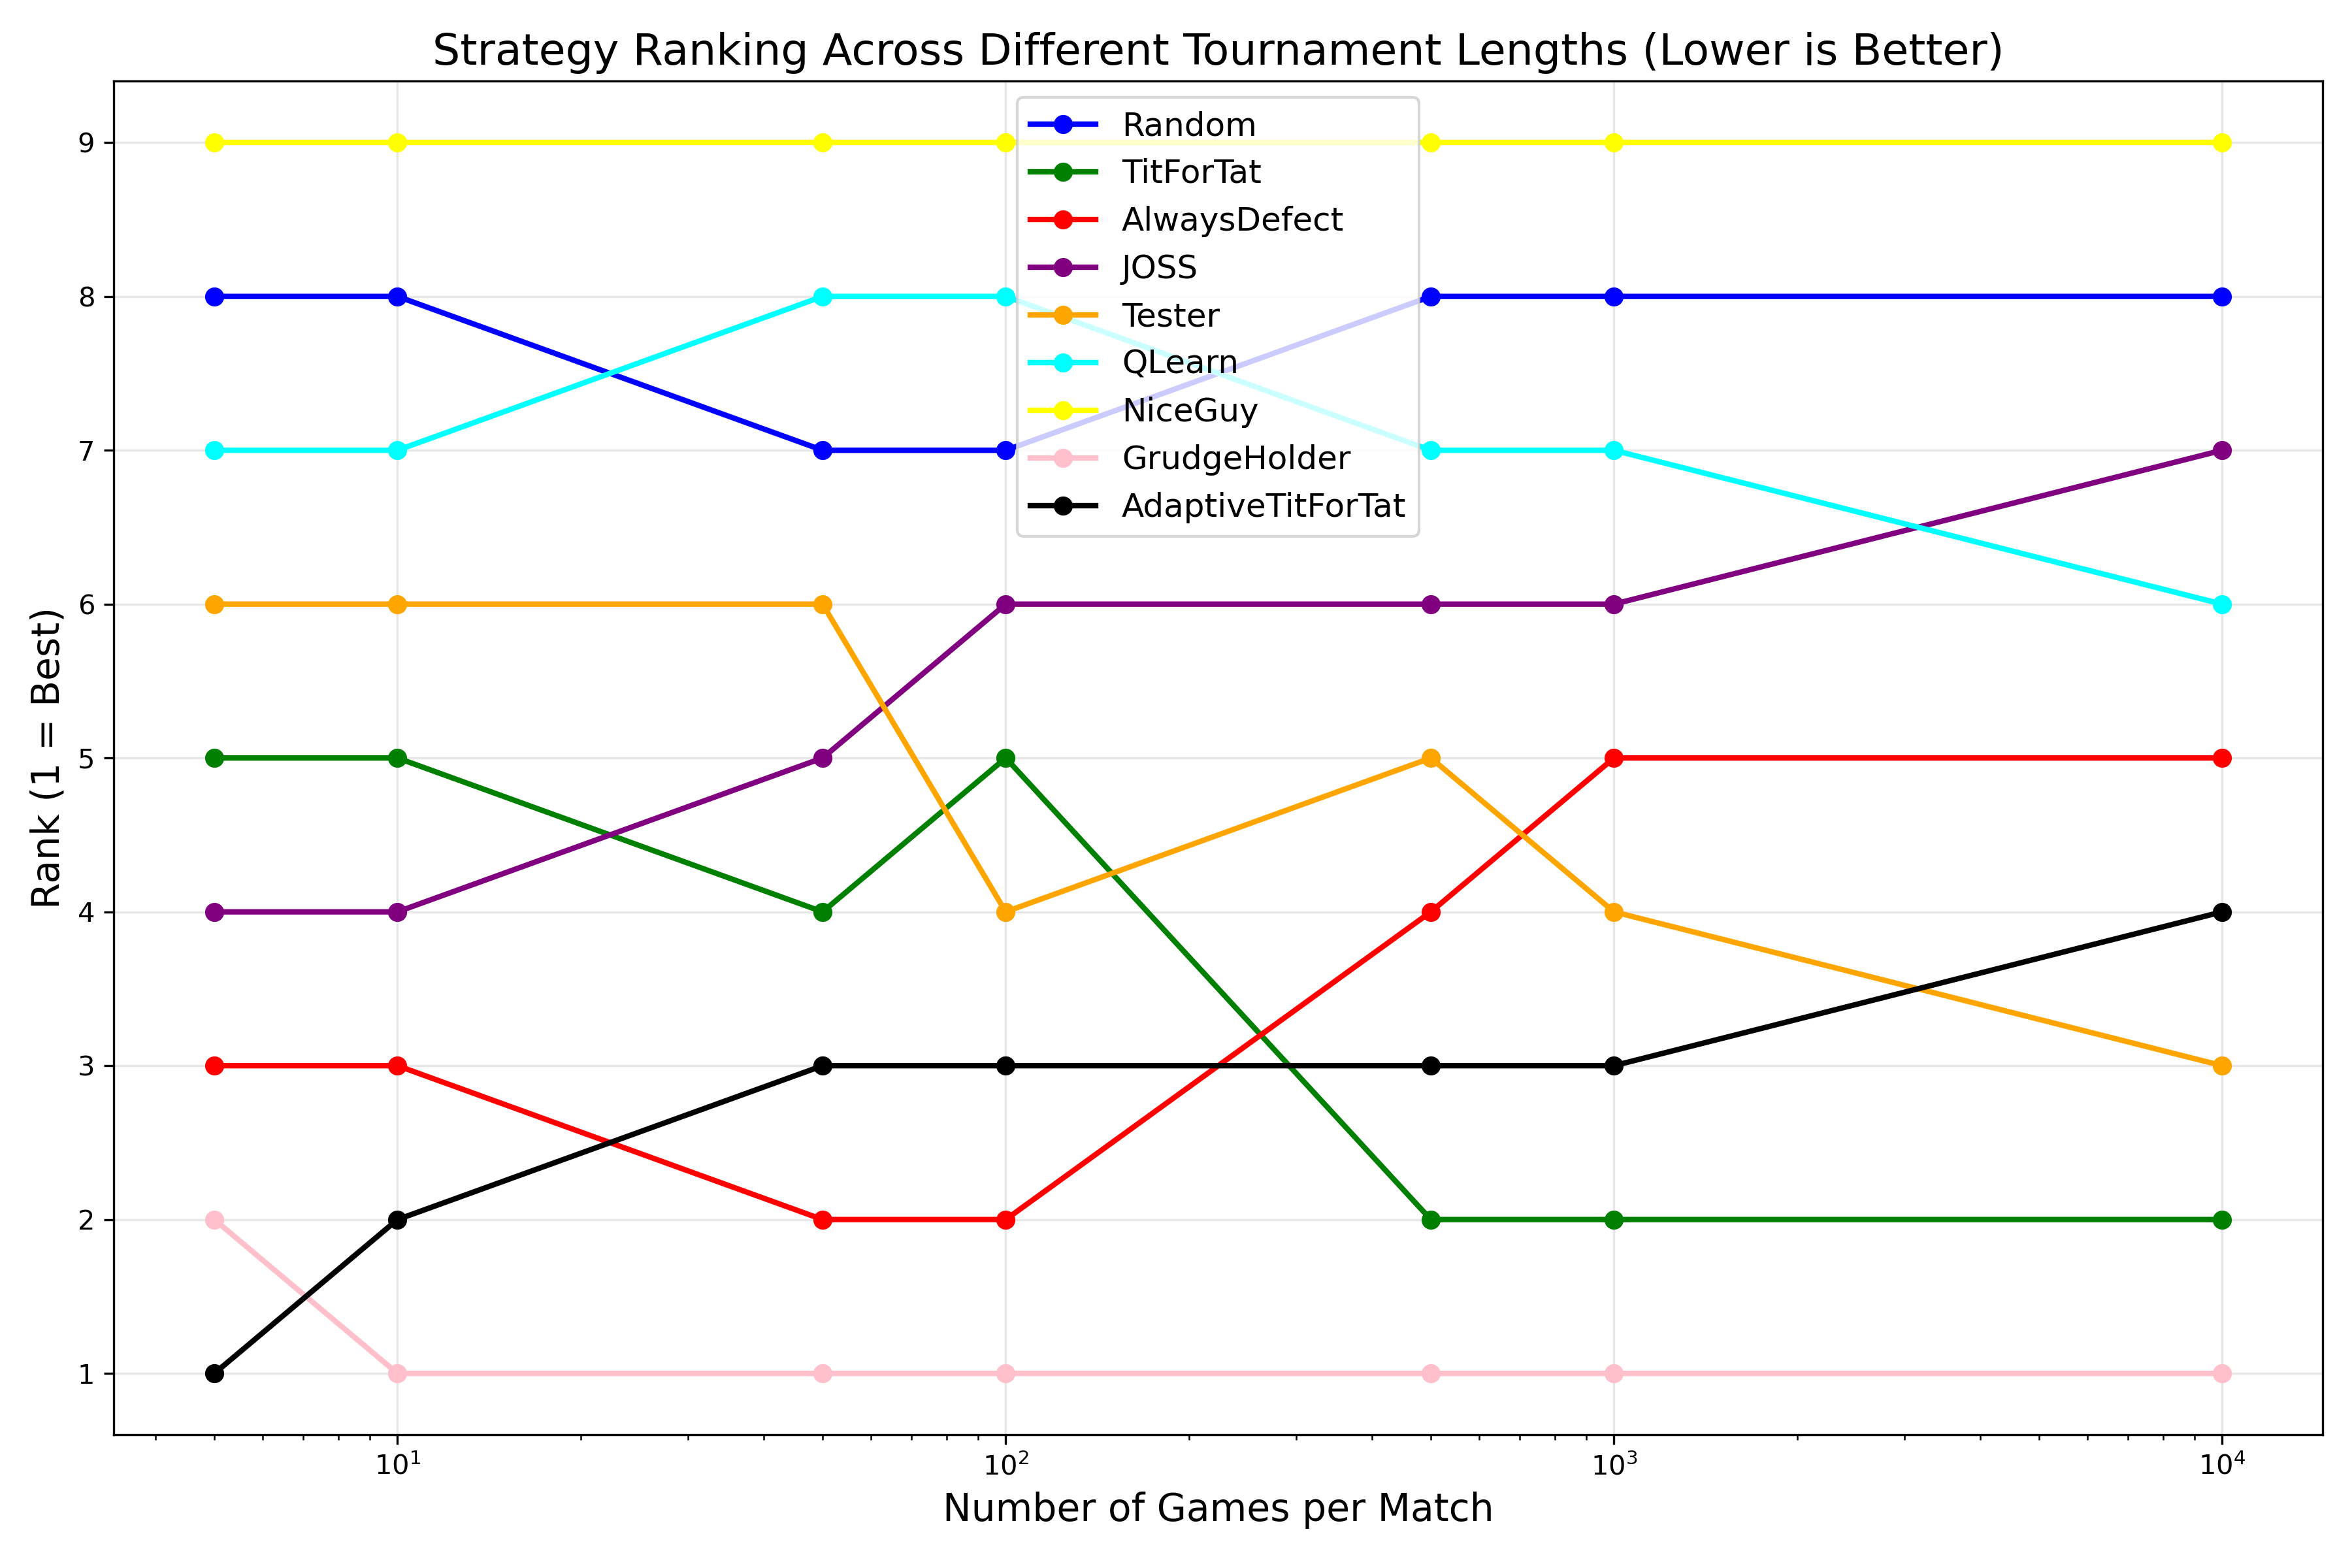 Strategy Ranking Across Different Tournament Lengths (Lower is Better)
Random
TitForTat
AlwaysDefect
JOSS
Tester
QLearn
NiceGuy
GrudgeHolder
AdaptiveTitForTat
Rank (1 = Best)
9
8
7
6
5
4
3
2
1
10¹
10²
10³
10⁴
Number of Games per Match